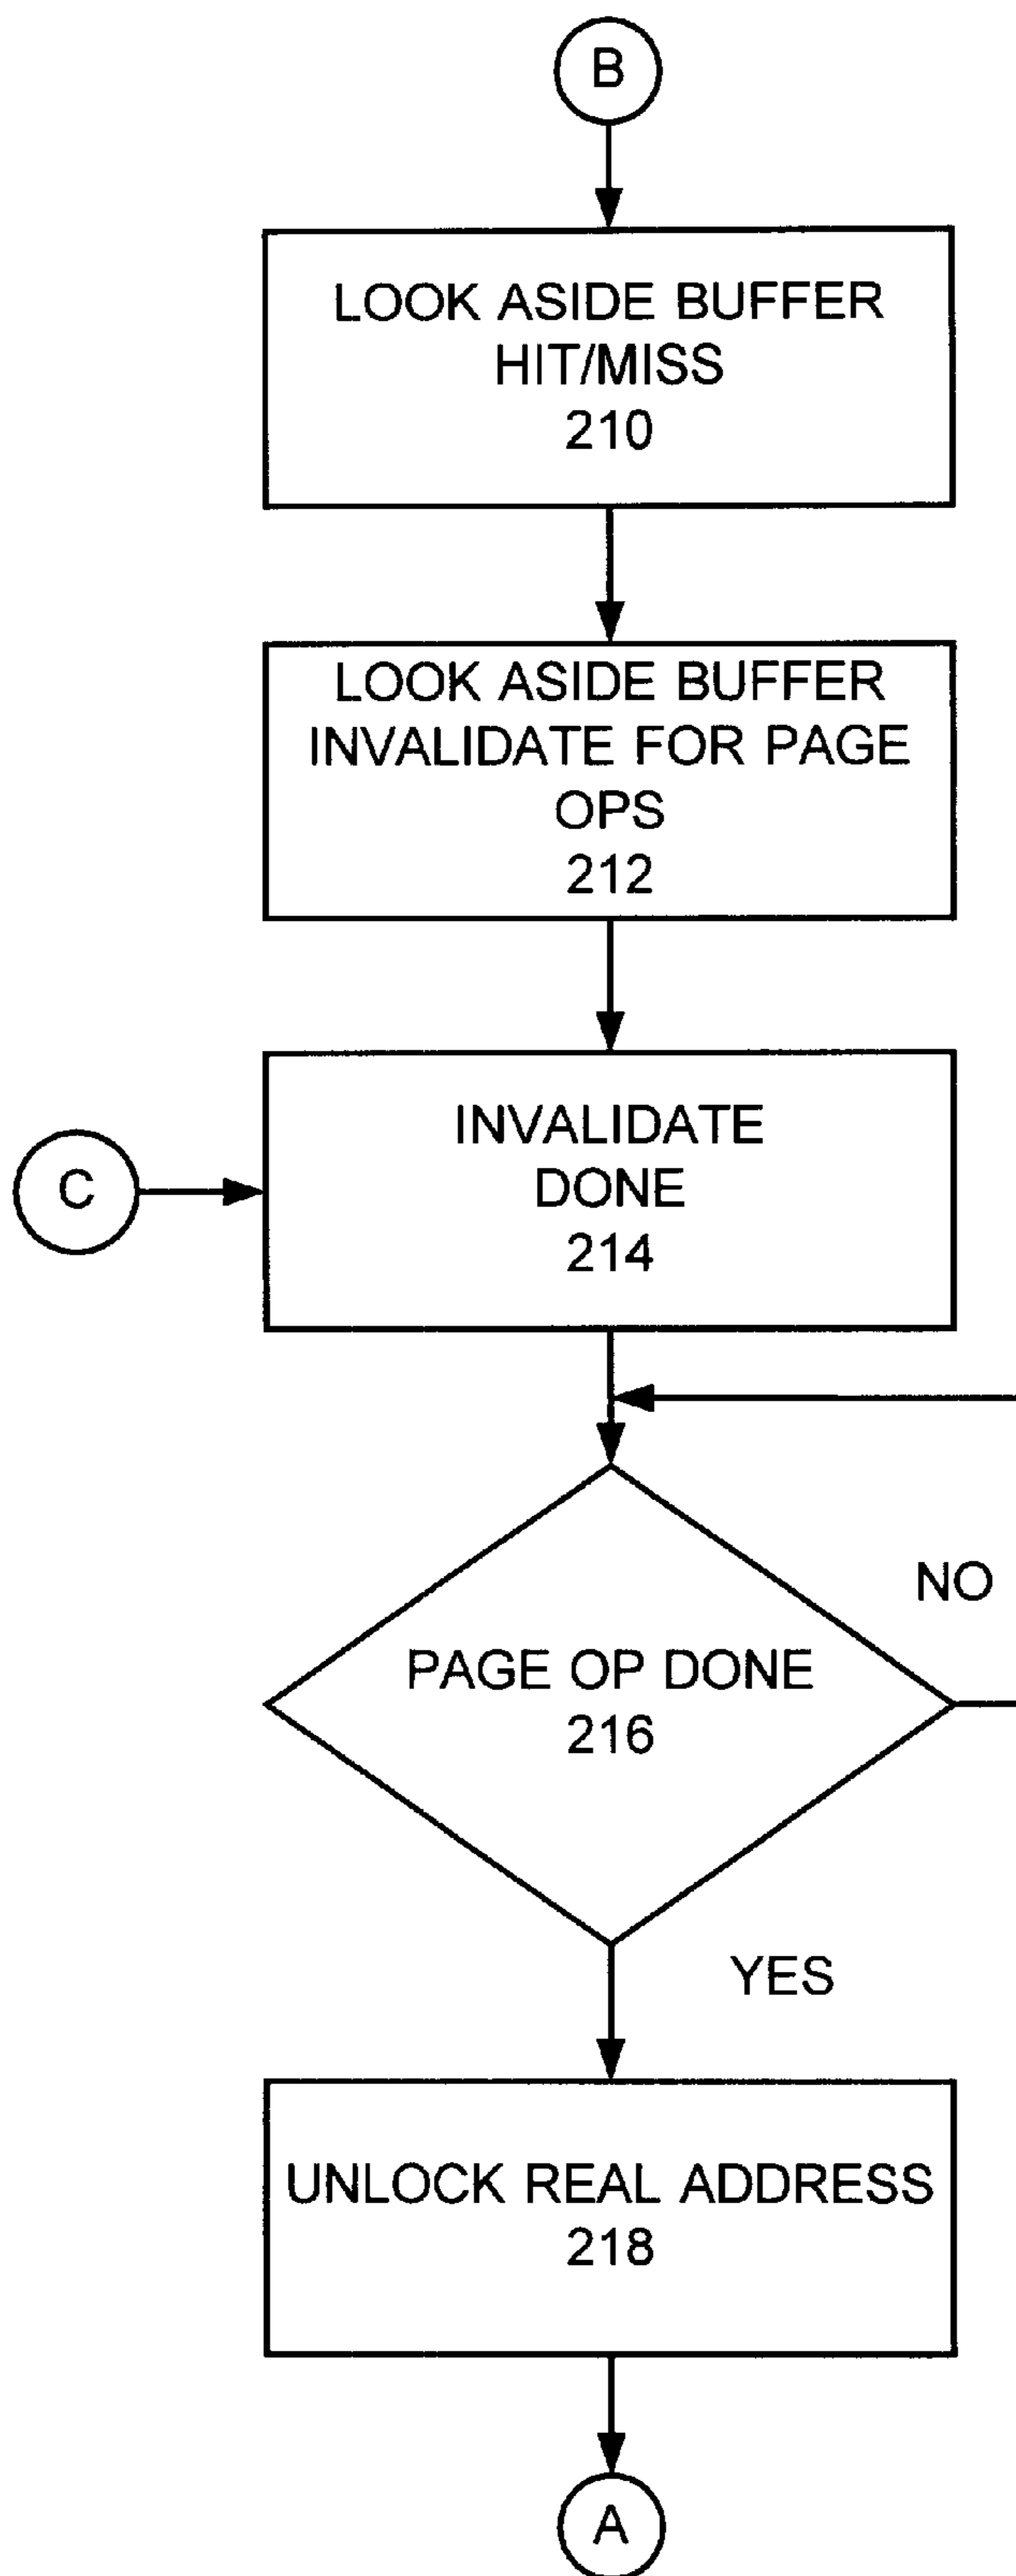 B
LOOK ASIDE BUFFER
HIT/MISS
210
LOOK ASIDE BUFFER
INVALIDATE FOR PAGE
OPS
212
INVALIDATE
DONE
214
C
NO
PAGE OP DONE
216
YES
UNLOCK REAL ADDRESS
218
A